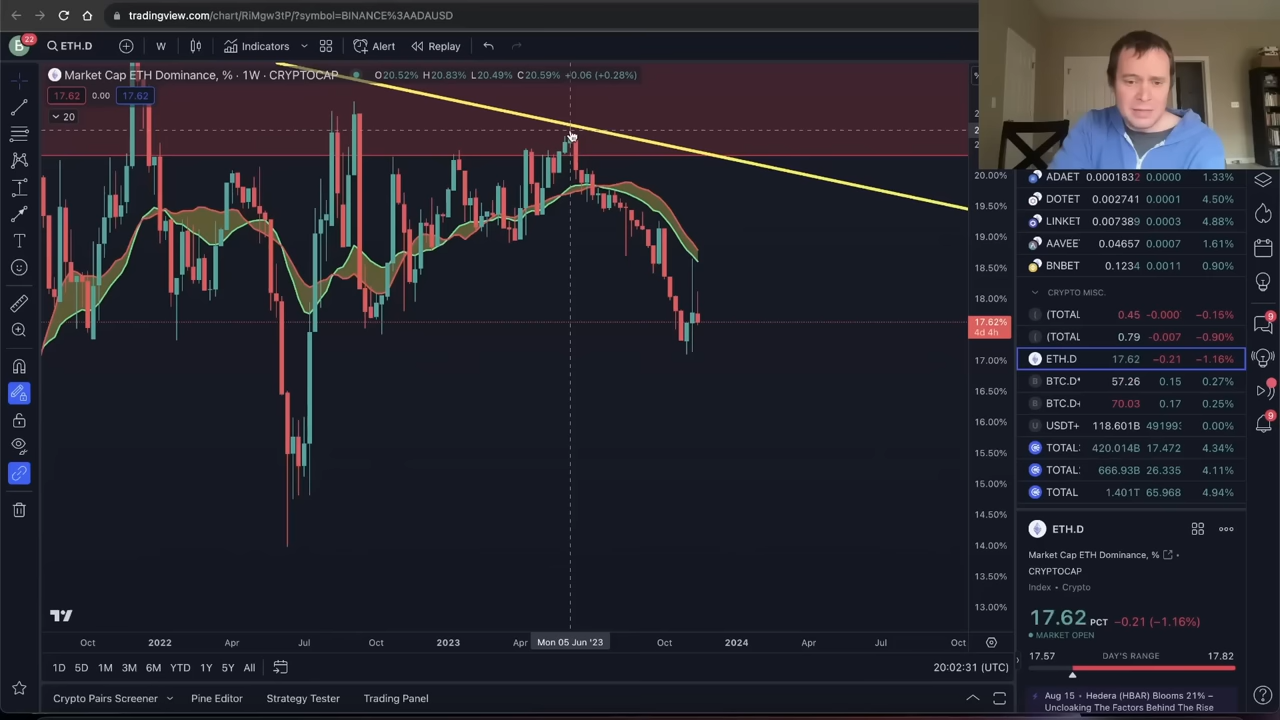 tradingview.com/chart/RiMgw3tP/?symbol=BINANCE%3AADAUSD
B 22 ETH.D W Indicators Alert Replay
Market Cap ETH Dominance, % · 1W · CRYPTOCAP O20.52% H20.83% L20.49% C20.59% +0.06 (+0.28%)
17.62 0.00 17.62
20
20.00%
19.50%
19.00%
18.50%
18.00%
17.62%
4d 4h
17.00%
16.50%
16.00%
15.50%
15.00%
14.50%
14.00%
13.50%
13.00%
Oct 2022 Apr Jul Oct 2023 Apr Mon 05 Jun '23 Oct 2024 Apr Jul Oct
1D 5D 1M 3M 6M YTD 1Y 5Y All 20:02:31 (UTC)
Crypto Pairs Screener Pine Editor Strategy Tester Trading Panel
ADAET 0.0001832 0.0000 1.33%
DOTET 0.002741 0.0001 4.50%
LINKET 0.007389 0.0003 4.88%
AAVEE 0.04657 0.0007 1.61%
BNBET 0.1234 0.0011 0.90%
CRYPTO MISC.
(TOTAL 0.45 −0.000 −0.15%
(TOTAL 0.79 −0.007 −0.90%
ETH.D 17.62 −0.21 −1.16%
BTC.D* 57.26 0.15 0.27%
BTC.D+ 70.03 0.17 0.25%
USDT+ 118.601B 49199 0.00%
TOTAL 420.014B 17.472 4.34%
TOTAL 666.93B 26.335 4.11%
TOTAL 1.401T 65.968 4.94%
ETH.D
Market Cap ETH Dominance, % •
CRYPTOCAP
Index • Crypto
17.62 PCT −0.21 (−1.16%)
MARKET OPEN
17.57 DAY'S RANGE 17.82
Aug 15 • Hedera (HBAR) Blooms 21% –
Uncloaking The Factors Behind The Rise
9
9
9